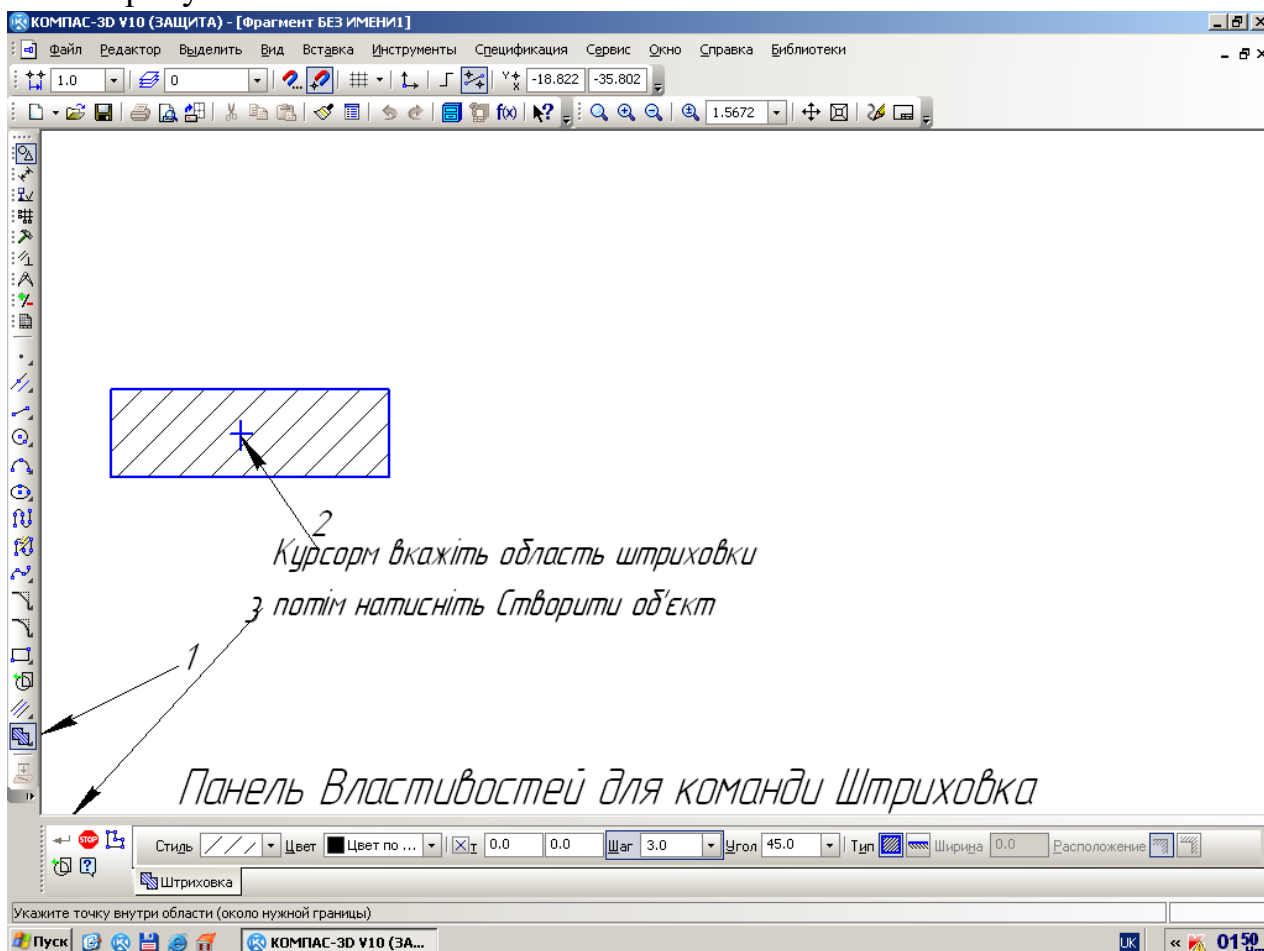 КОМПАС-3D V10 (ЗАЩИТА) - [Фрагмент БЕЗ ИМЕНИ1]
Файл Редактор Выделить Вид Вставка Инструменты Спецификация Сервис Окно Справка Библиотеки
1.0 0 Y X -18.822 -35.802
f(x) 1.5672
2
Курсорм вкажіть область штриховки
3 потім натисніть Створити об'єкт
1
Панель Властивостей для команди Штриховка
STOP Стиль Цвет Цвет по ... т 0.0 0.0 Шаг 3.0 Угол 45.0 Тип Ширина 0.0 Расположение
Штриховка
Укажите точку внутри области (около нужной границы)
Пуск КОМПАС-3D V10 (ЗА... UK « 01 50